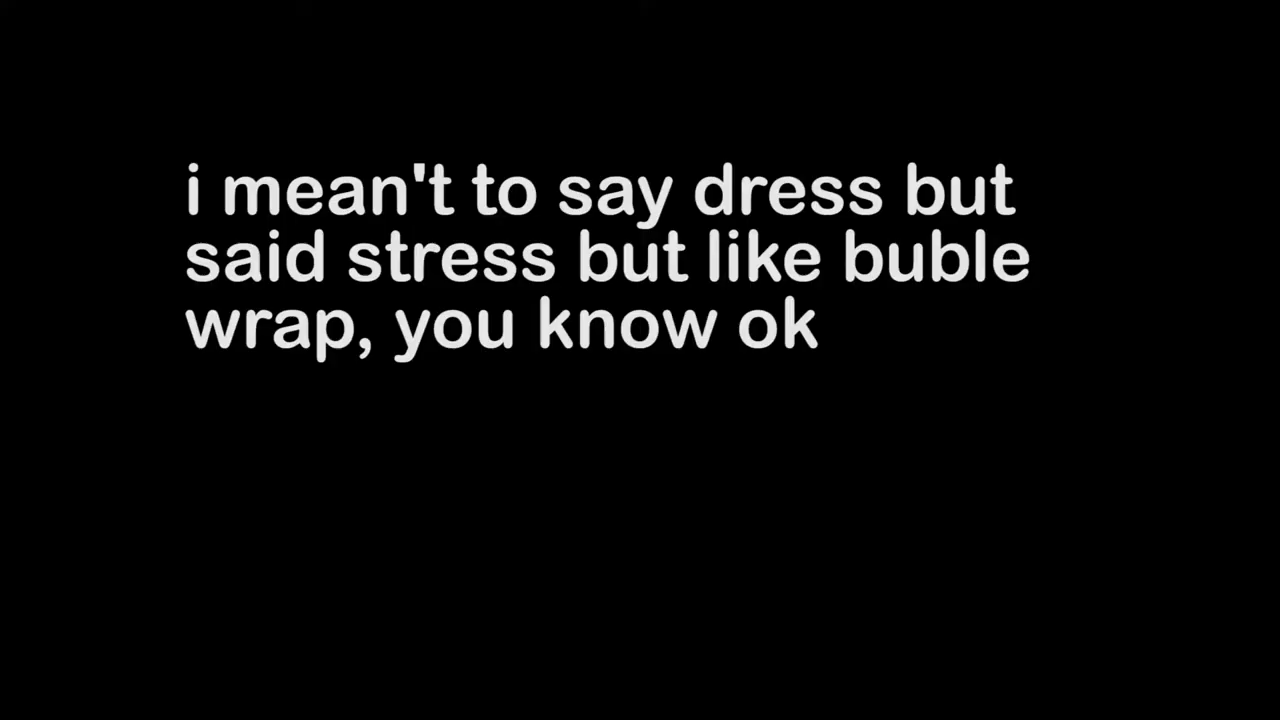 i mean't to say dress but
said stress but like buble
wrap, you know ok